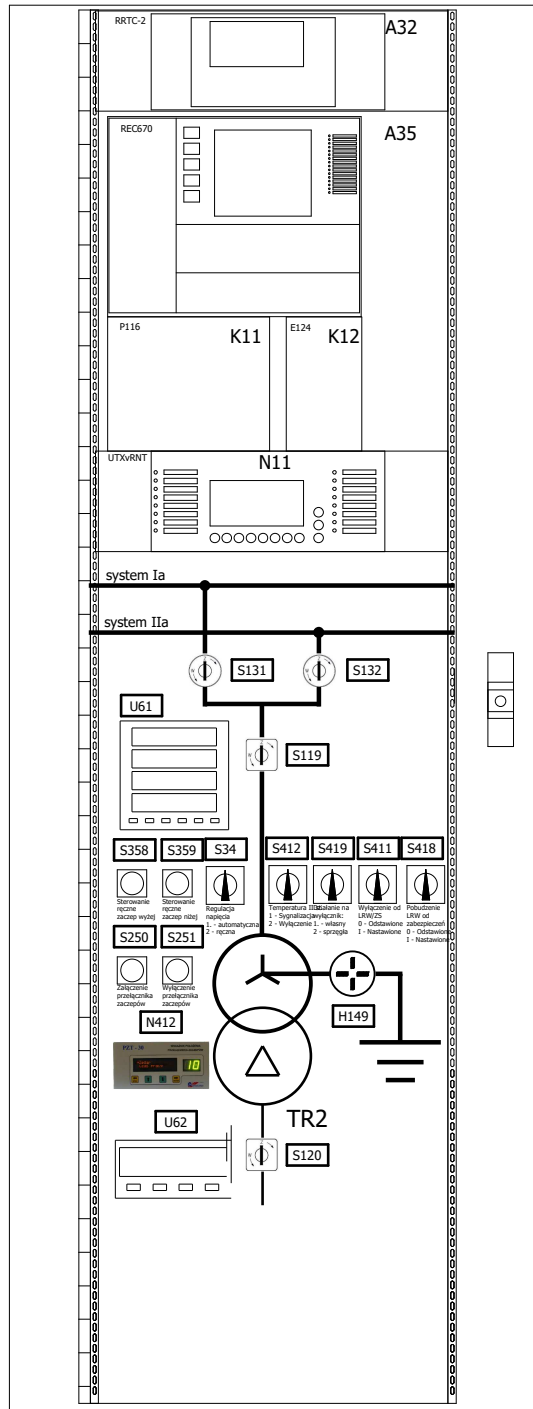 RRTC-2
A32
REC670
A35
P116
K11
E124
K12
UTXvRNT
N11
system Ia
system IIa
S131
S132
U61
S119
S358
S359
S34
S412
S419
S411
S418
Sterowanie
ręczne
zaczep wyżej
Sterowanie
ręczne
zaczep niżej
Regulacja
napięcia
1. - automatyczna
2 - ręczna
Temperatura II
1 - Sygnalizacja
2 - Wyłączenie
Działanie na
wyłącznik:
1. - własny
2 - sprzęgła
Wyłączenie od
LRW/ZS
0 - Odstawione
I - Nastawione
Pobudzenie
LRW od
zabezpieczeń
0 - Odstawione
I - Nastawione
S250
S251
Załączenie
przełącznika
zaczepów
Wyłączenie
przełącznika
zaczepów
N412
H149
PZT-30
10
U62
TR2
S120